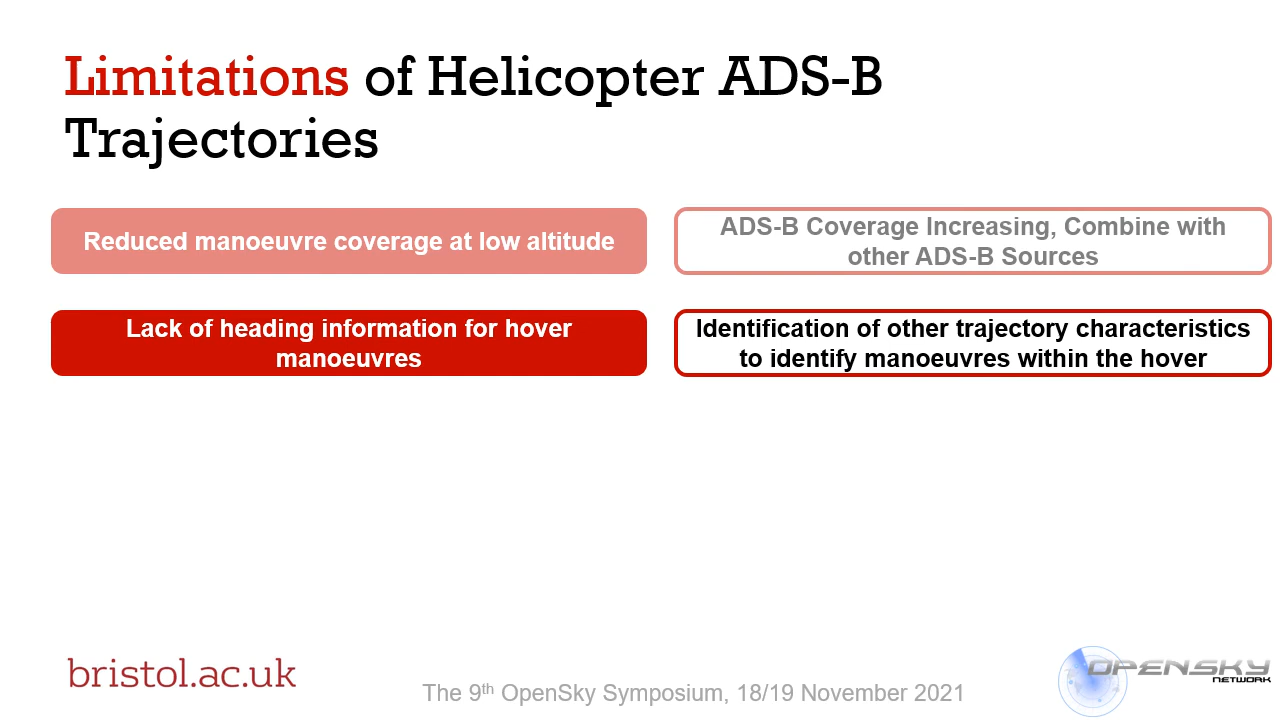 Limitations of Helicopter ADS-B
Trajectories
Reduced manoeuvre coverage at low altitude
ADS-B Coverage Increasing, Combine with
other ADS-B Sources
Lack of heading information for hover
manoeuvres
Identification of other trajectory characteristics
to identify manoeuvres within the hover
bristol.ac.uk
The 9th OpenSky Symposium, 18/19 November 2021
OPENSKY
NETWORK